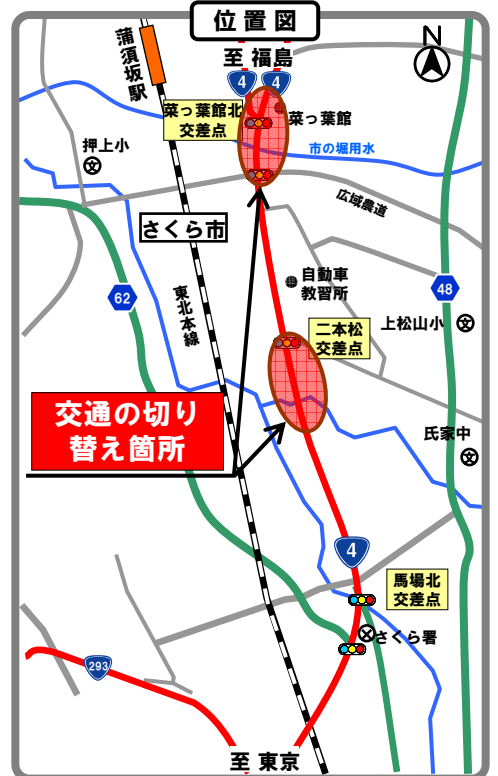 位置図
至 福島
N
蒲須坂駅
4
4
菜っ葉館北
交差点
菜っ葉館
市の堀用水
押上小
文
広域農道
さくら市
自動車
教習所
62
48
東北本線
二本松
交差点
上松山小
文
交通の切り
替え箇所
氏家中
文
4
馬場北
交差点
さくら署
293
至 東京